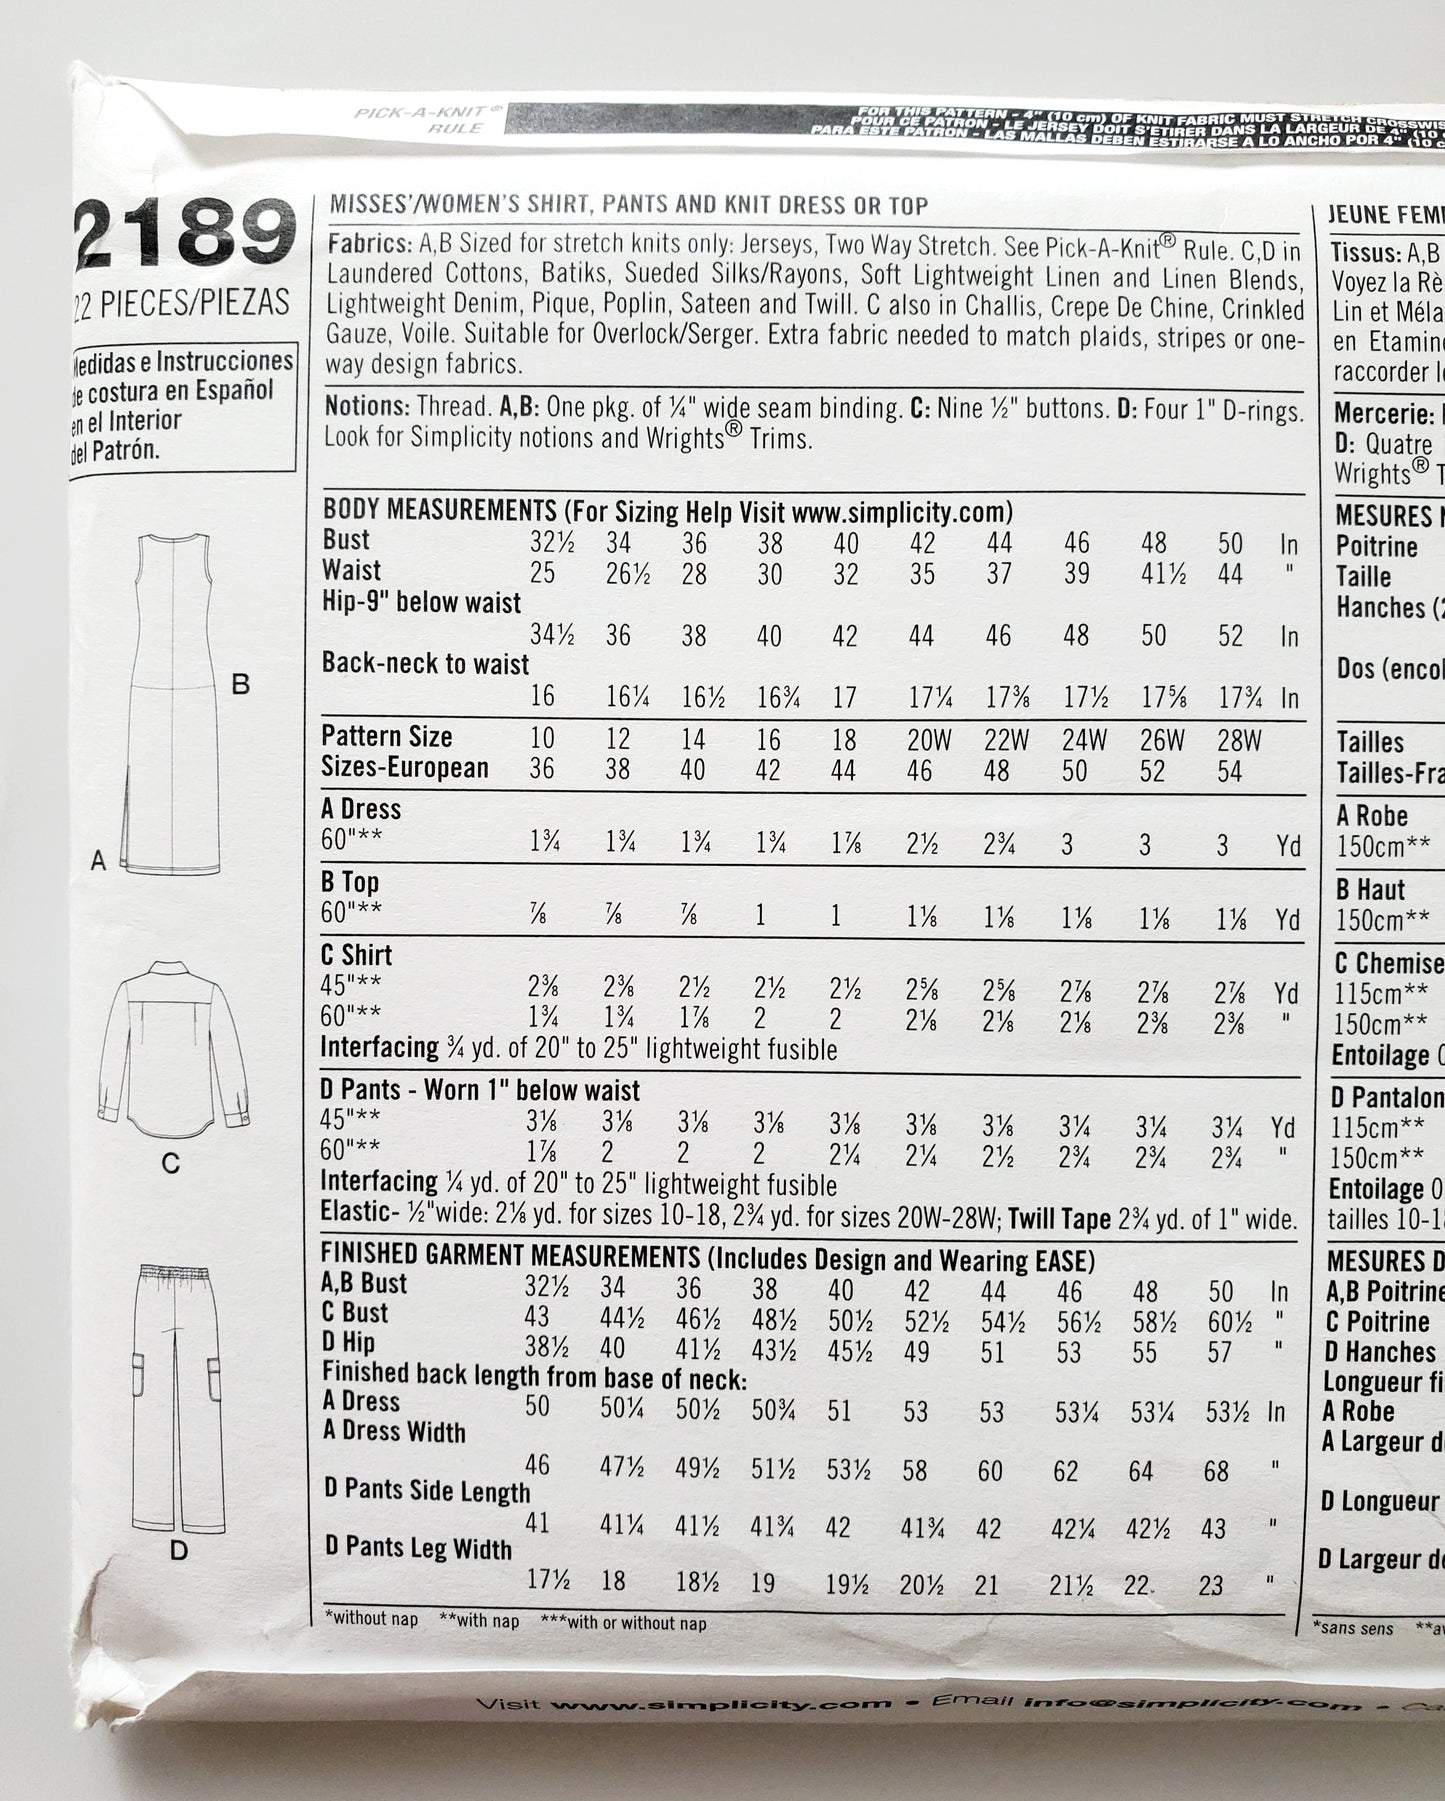 PICK-A-KNIT®
RULE
FOR THIS PATTERN - 4" (10 cm) OF KNIT FABRIC MUST STRETCH
POUR CE PATRON - LE JERSEY DOIT S'ETIRER DANS LA LARGEUR DE 4" (10
PARA ESTE PATRON - LAS MALLAS DEBEN ESTIRARSE A LO ANCHO POR 4" (10
2189
22 PIECES/PIEZAS
Medidas e Instrucciones
de costura en Español
en el Interior
del Patrón.
B
A
C
D
MISSES'/WOMEN'S SHIRT, PANTS AND KNIT DRESS OR TOP
Fabrics: A,B Sized for stretch knits only: Jerseys, Two Way Stretch. See Pick-A-Knit® Rule. C,D in
Laundered Cottons, Batiks, Sueded Silks/Rayons, Soft Lightweight Linen and Linen Blends,
Lightweight Denim, Pique, Poplin, Sateen and Twill. C also in Challis, Crepe De Chine, Crinkled
Gauze, Voile. Suitable for Overlock/Serger. Extra fabric needed to match plaids, stripes or one-
way design fabrics.
Notions: Thread. A,B: One pkg. of ¼" wide seam binding. C: Nine ½" buttons. D: Four 1" D-rings.
Look for Simplicity notions and Wrights® Trims.
BODY MEASUREMENTS (For Sizing Help Visit www.simplicity.com)
Bust 32½ 34 36 38 40 42 44 46 48 50 In
Waist 25 26½ 28 30 32 35 37 39 41½ 44 "
Hip-9" below waist
34½ 36 38 40 42 44 46 48 50 52 In
Back-neck to waist
16 16¼ 16½ 16¾ 17 17¼ 17⅜ 17½ 17⅝ 17¾ In
Pattern Size 10 12 14 16 18 20W 22W 24W 26W 28W
Sizes-European 36 38 40 42 44 46 48 50 52 54
A Dress
60"** 1¾ 1¾ 1¾ 1¾ 1⅞ 2½ 2¾ 3 3 3 Yd
B Top
60"** ⅞ ⅞ ⅞ 1 1 1⅛ 1⅛ 1⅛ 1⅛ 1⅛ Yd
C Shirt
45"** 2⅜ 2⅜ 2½ 2½ 2½ 2⅝ 2⅝ 2⅞ 2⅞ 2⅞ Yd
60"** 1¾ 1¾ 1⅞ 2 2 2⅛ 2⅛ 2⅛ 2⅜ 2⅜ "
Interfacing ¾ yd. of 20" to 25" lightweight fusible
D Pants - Worn 1" below waist
45"** 3⅛ 3⅛ 3⅛ 3⅛ 3⅛ 3⅛ 3⅛ 3¼ 3¼ 3¼ Yd
60"** 1⅞ 2 2 2 2¼ 2¼ 2½ 2¾ 2¾ 2¾ "
Interfacing ¼ yd. of 20" to 25" lightweight fusible
Elastic- ½"wide: 2⅛ yd. for sizes 10-18, 2¾ yd. for sizes 20W-28W; Twill Tape 2¾ yd. of 1" wide.
FINISHED GARMENT MEASUREMENTS (Includes Design and Wearing EASE)
A,B Bust 32½ 34 36 38 40 42 44 46 48 50 In
C Bust 43 44½ 46½ 48½ 50½ 52½ 54½ 56½ 58½ 60½ "
D Hip 38½ 40 41½ 43½ 45½ 49 51 53 55 57 "
Finished back length from base of neck:
A Dress 50 50¼ 50½ 50¾ 51 53 53 53¼ 53¼ 53½ In
A Dress Width
46 47½ 49½ 51½ 53½ 58 60 62 64 68 "
D Pants Side Length
41 41¼ 41½ 41¾ 42 41¾ 42 42¼ 42½ 43 "
D Pants Leg Width
17½ 18 18½ 19 19½ 20½ 21 21½ 22 23 "
*without nap **with nap ***with or without nap
JEUNE
Tissus: A,B
Voyez la
Lin et
en
raccorder
Mercerie:
D: Quatre
Wrights®
MESURES
Poitrine
Taille
Hanches
Dos
Tailles
Tailles-
A Robe
150cm**
B Haut
150cm**
C Chemise
115cm**
150cm**
Entoilage
D Pantalon
115cm**
150cm**
Entoilage
tailles
MESURES
A,B Poitrine
C Poitrine
D Hanches
Longueur
A Robe
A Largeur
D Longueur
D Largeur
*sans sens
Visit www.simplicity.com • Email info@simplicity.com •